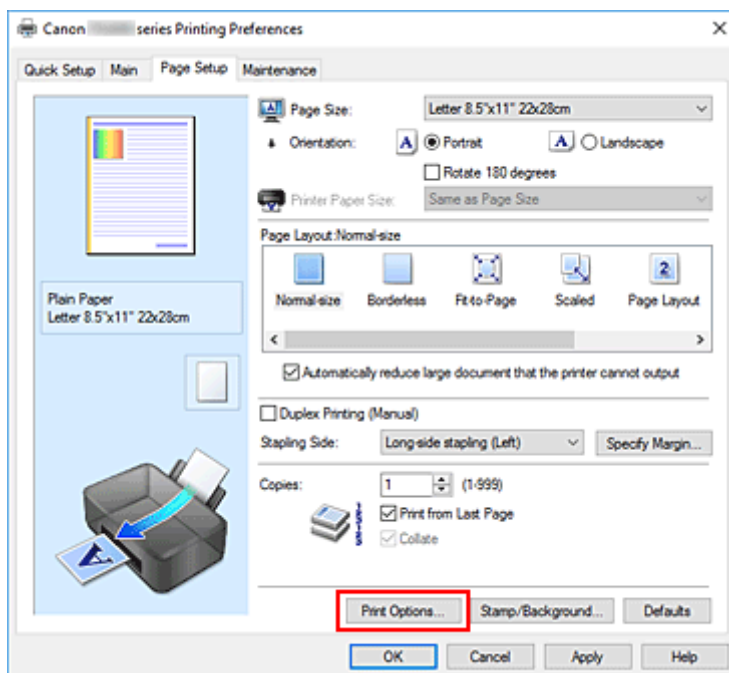 Canon series Printing Preferences
Quick Setup Main Page Setup Maintenance
Page Size: Letter 8.5"x11" 22x28cm
Orientation: A Portrait A Landscape
Rotate 180 degrees
Printer Paper Size: Same as Page Size
Page Layout:Normal-size
Normal-size Borderless Fit-to-Page Scaled Page Layout
Plain Paper
Letter 8.5"x11" 22x28cm
Automatically reduce large document that the printer cannot output
Duplex Printing (Manual)
Stapling Side: Long-side stapling (Left) Specify Margin...
Copies: 1 (1-999)
Print from Last Page
Collate
Print Options... Stamp/Background... Defaults
OK Cancel Apply Help